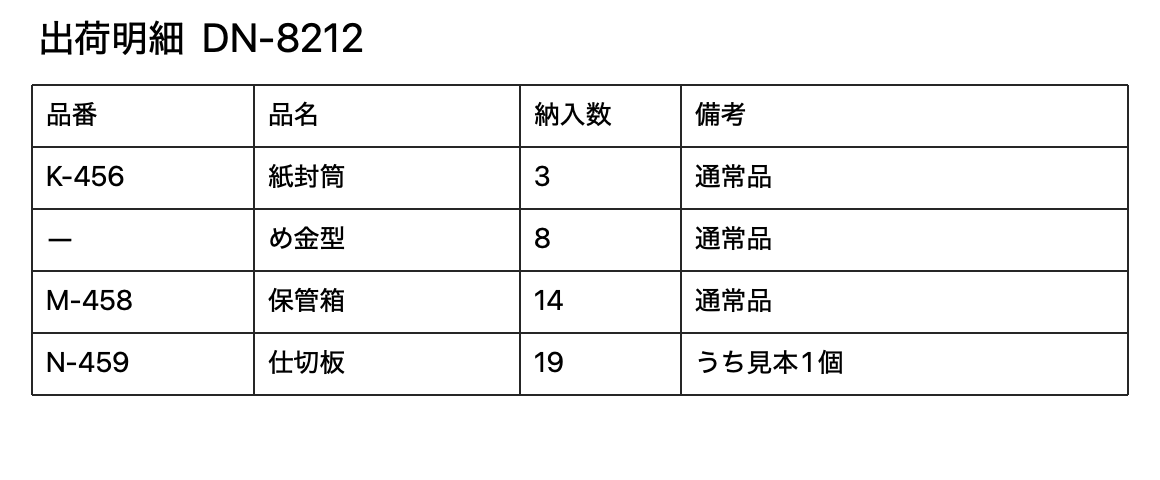 出荷明細 DN-8212
品番 品名 納入数 備考
K-456 紙封筒 3 通常品
— め金型 8 通常品
M-458 保管箱 14 通常品
N-459 仕切板 19 うち見本1個